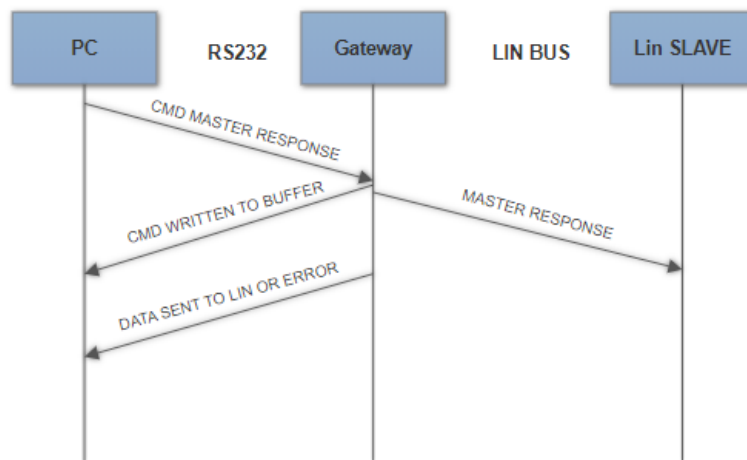 PC
RS232
Gateway
LIN BUS
Lin SLAVE
CMD MASTER RESPONSE
CMD WRITTEN TO BUFFER
MASTER RESPONSE
DATA SENT TO LIN OR ERROR